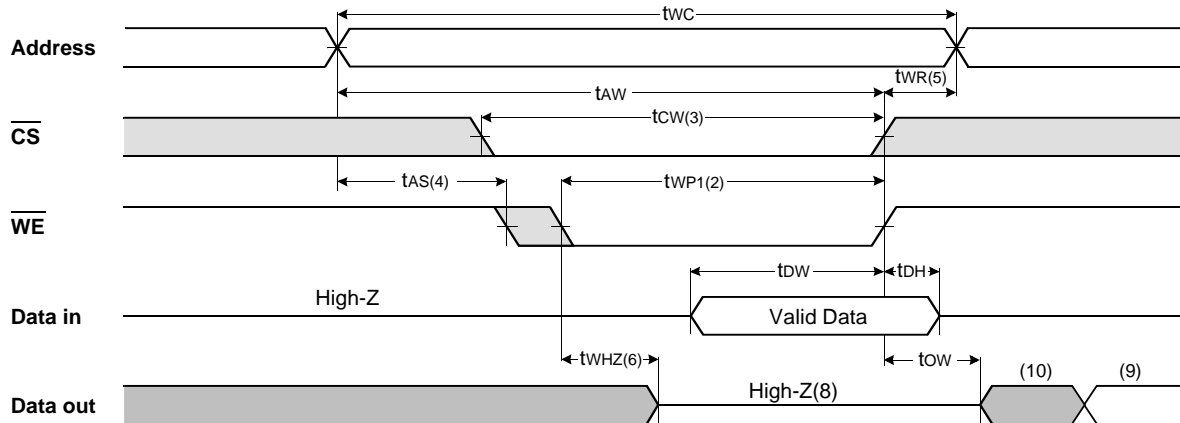 tWC
Address
tWR(5)
tAW
tCW(3)
CS
tAS(4)
tWP1(2)
WE
tDW
tDH
High-Z
Data in
Valid Data
tWHZ(6)
tOW
High-Z(8)
(10)
(9)
Data out